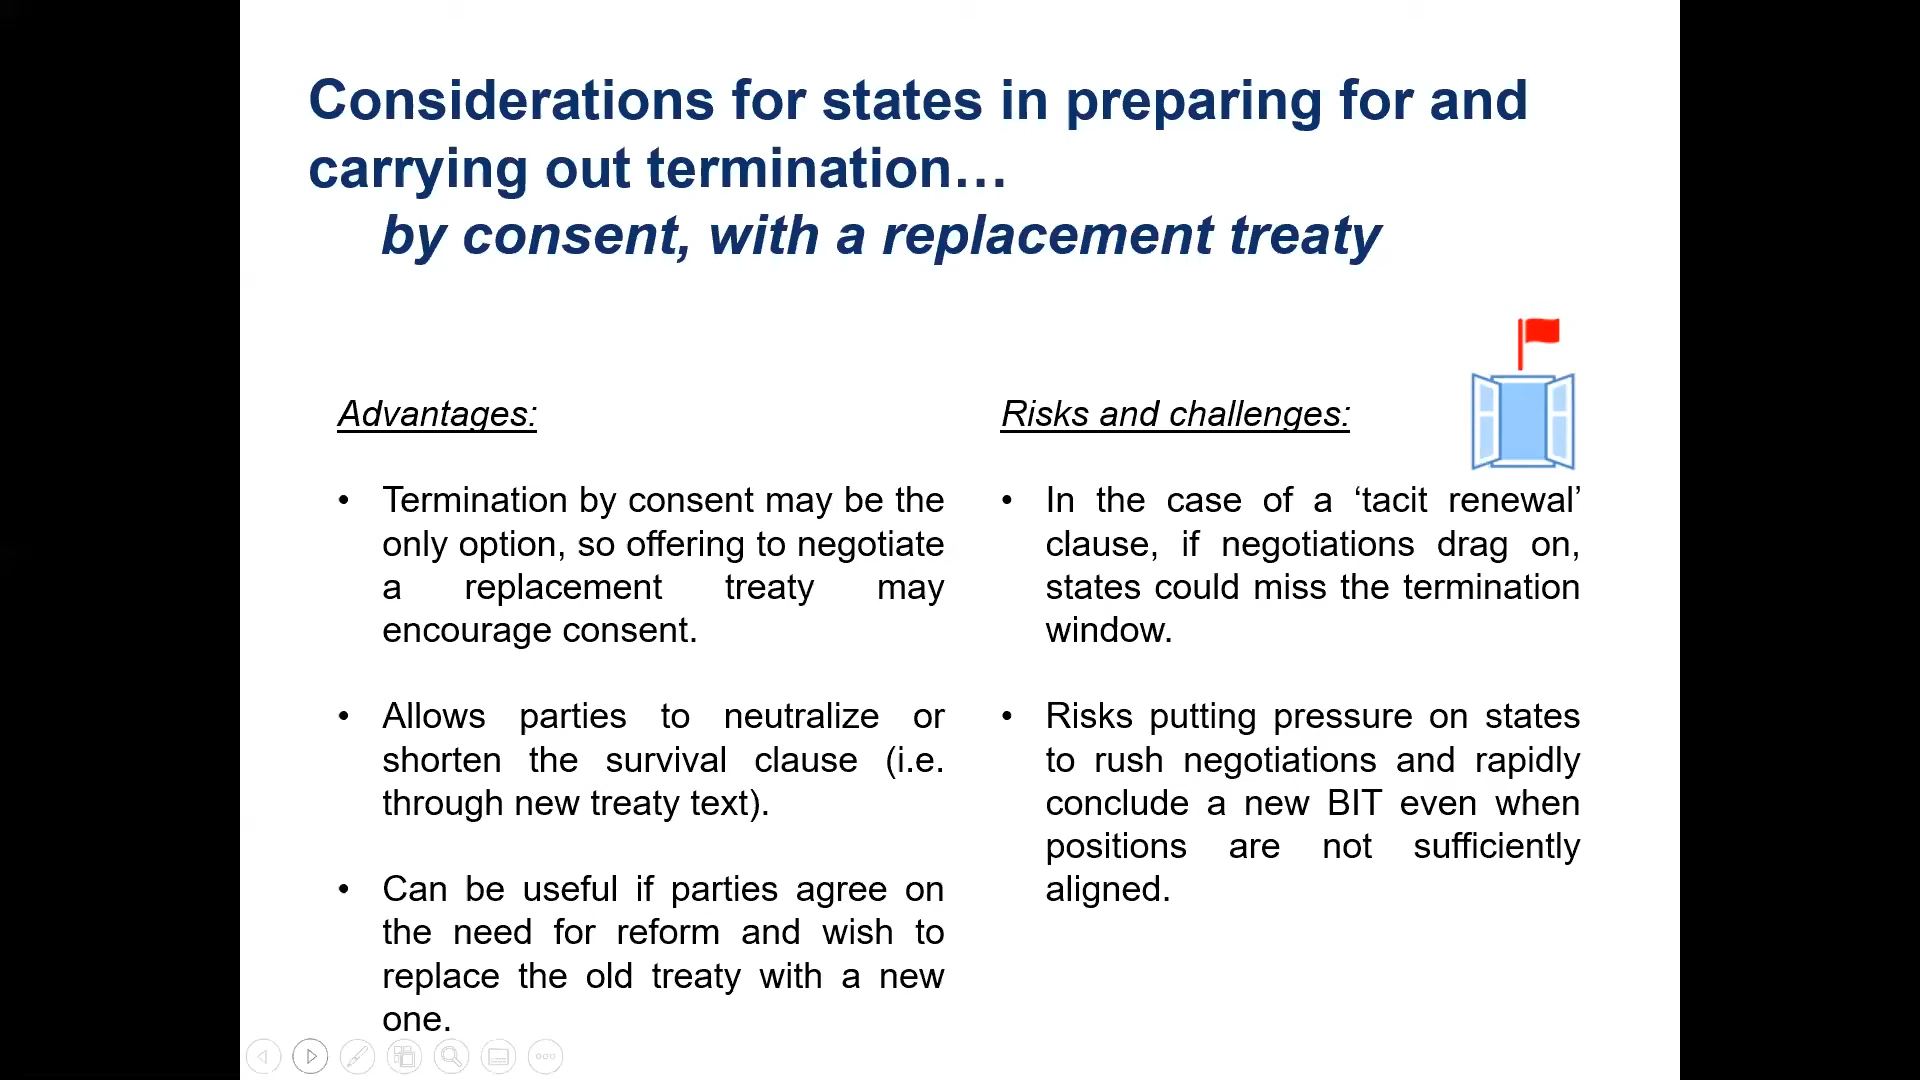 Considerations for states in preparing for and
carrying out termination…
by consent, with a replacement treaty
Advantages:
• Termination by consent may be the
only option, so offering to negotiate
a replacement treaty may
encourage consent.
• Allows parties to neutralize or
shorten the survival clause (i.e.
through new treaty text).
• Can be useful if parties agree on
the need for reform and wish to
replace the old treaty with a new
one.
Risks and challenges:
• In the case of a ‘tacit renewal’
clause, if negotiations drag on,
states could miss the termination
window.
• Risks putting pressure on states
to rush negotiations and rapidly
conclude a new BIT even when
positions are not sufficiently
aligned.